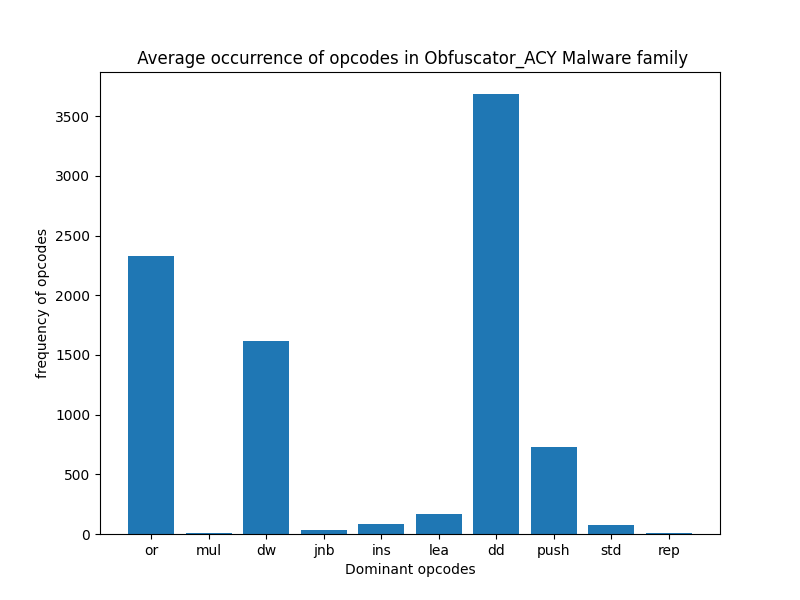 Average occurrence of opcodes in Obfuscator_ACY Malware family
3500
3000
2500
2000
1500
1000
500
0
frequency of opcodes
or mul dw jnb ins lea dd push std rep
Dominant opcodes